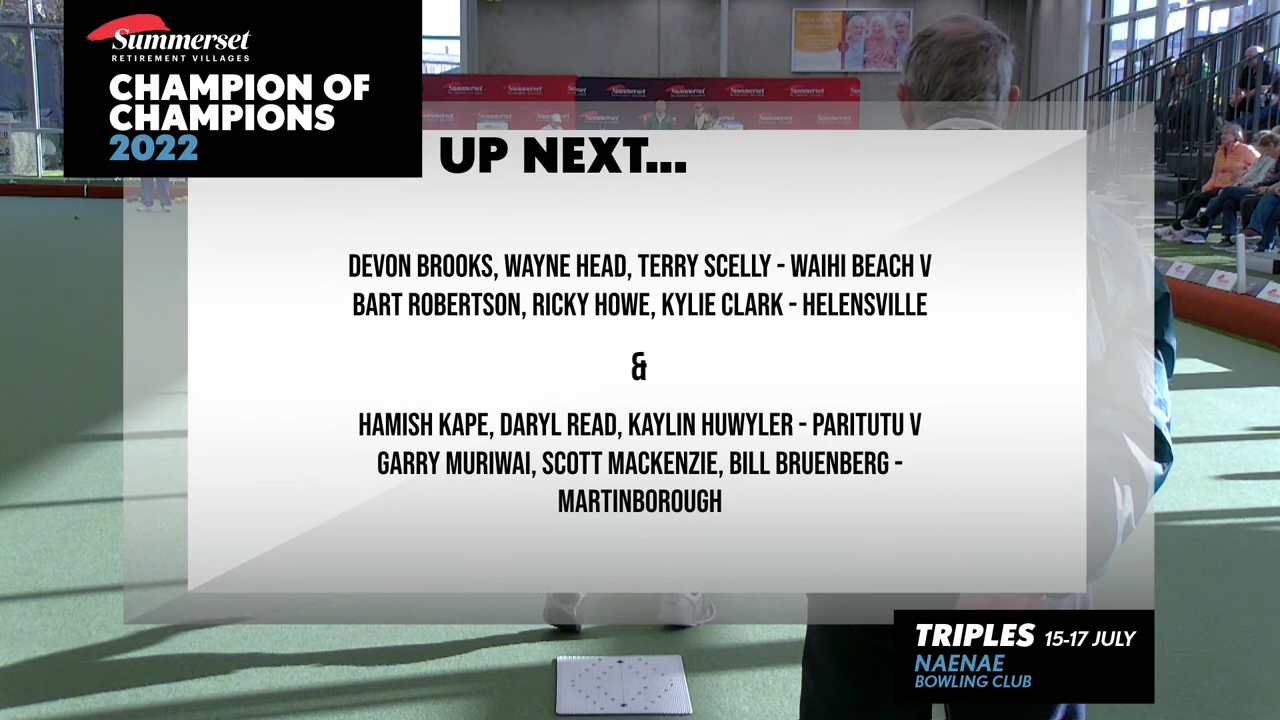 Summerset
RETIREMENT VILLAGES
CHAMPION OF
CHAMPIONS
2022
UP NEXT...
DEVON BROOKS, WAYNE HEAD, TERRY SCELLY - WAIHI BEACH V
BART ROBERTSON, RICKY HOWE, KYLIE CLARK - HELENSVILLE
&
HAMISH KAPE, DARYL READ, KAYLIN HUWYLER - PARITUTU V
GARRY MURIWAI, SCOTT MACKENZIE, BILL BRUENBERG -
MARTINBOROUGH
TRIPLES 15-17 JULY
NAENAE
BOWLING CLUB